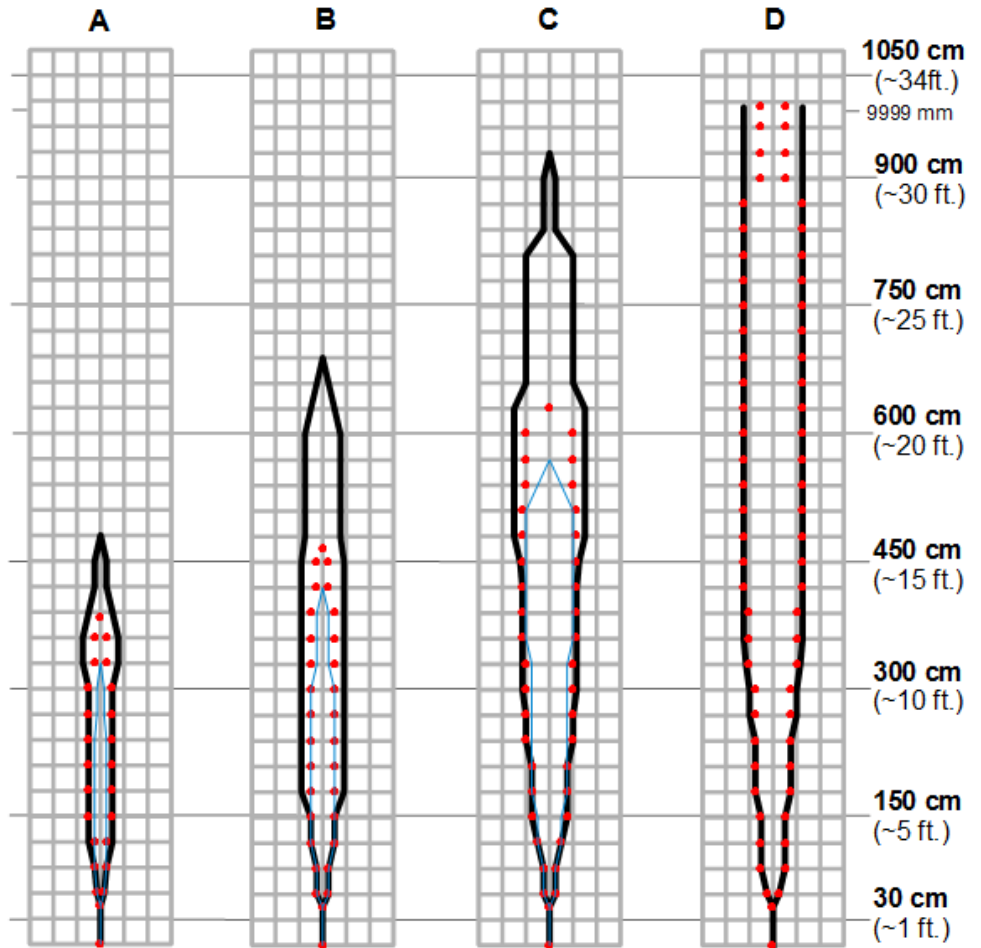 A B C D
1050 cm
(~34ft.)
9999 mm
900 cm
(~30 ft.)
750 cm
(~25 ft.)
600 cm
(~20 ft.)
450 cm
(~15 ft.)
300 cm
(~10 ft.)
150 cm
(~5 ft.)
30 cm
(~1 ft.)